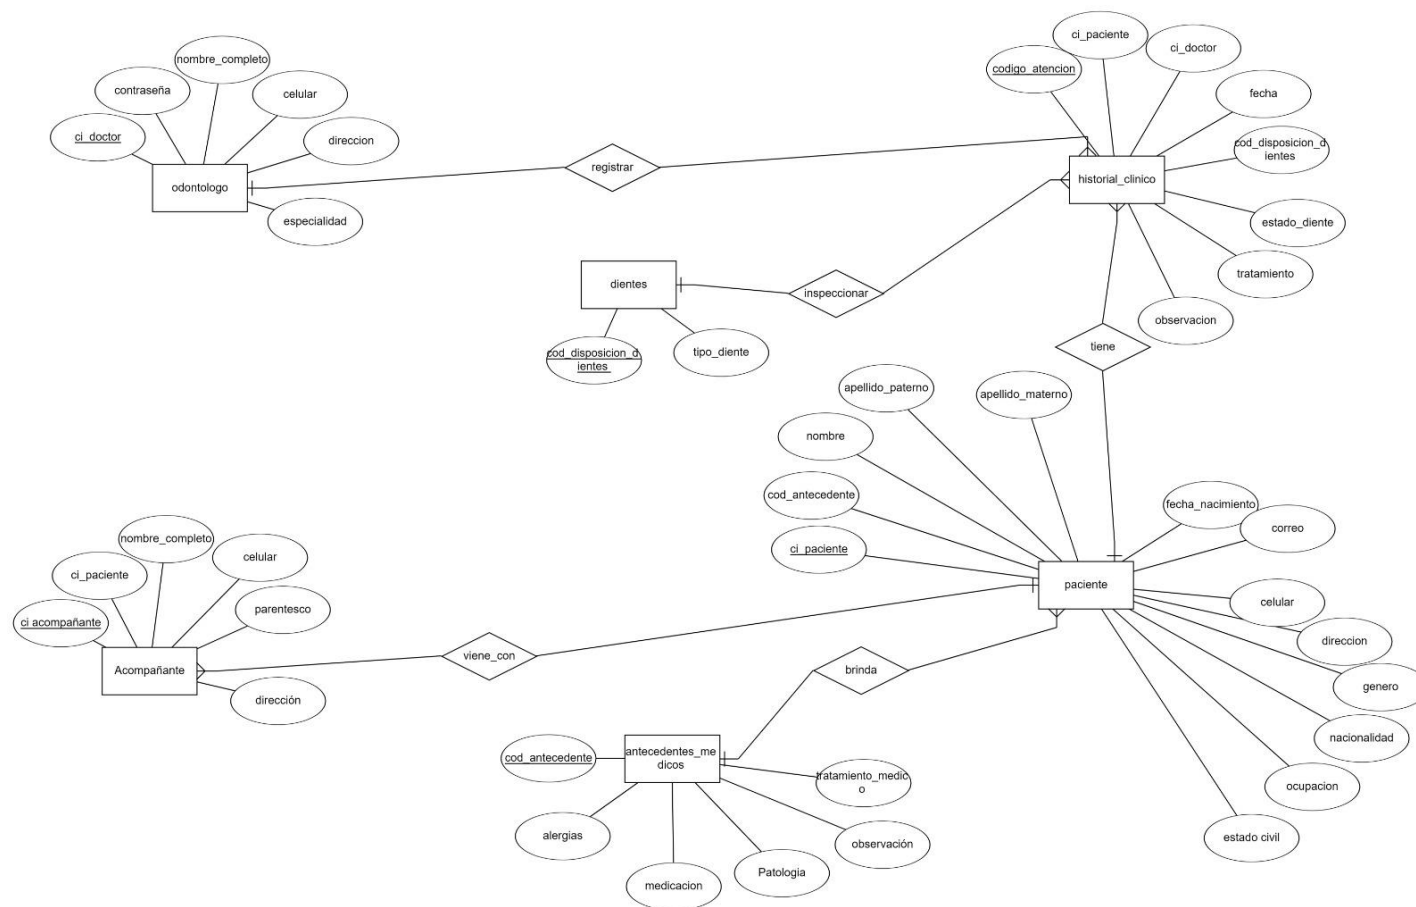 nombre_completo
contraseña
celular
ci_doctor
direccion
odontologo
especialidad
registrar
ci_paciente
ci_doctor
codigo_atencion
fecha
cod_disposicion_d
ientes
historial_clinico
estado_diente
tratamiento
observacion
dientes
inspeccionar
cod_disposicion_d
ientes
tipo_diente
tiene
apellido_paterno
apellido_materno
nombre
cod_antecedente
ci_paciente
fecha_nacimiento
correo
paciente
celular
direccion
genero
nacionalidad
ocupacion
estado civil
nombre_completo
celular
ci_paciente
parentesco
ci acompañante
Acompañante
dirección
viene_con
brinda
cod_antecedente
antecedentes_me
dicos
tratamiento_medic
o
alergias
observación
medicacion
Patologia